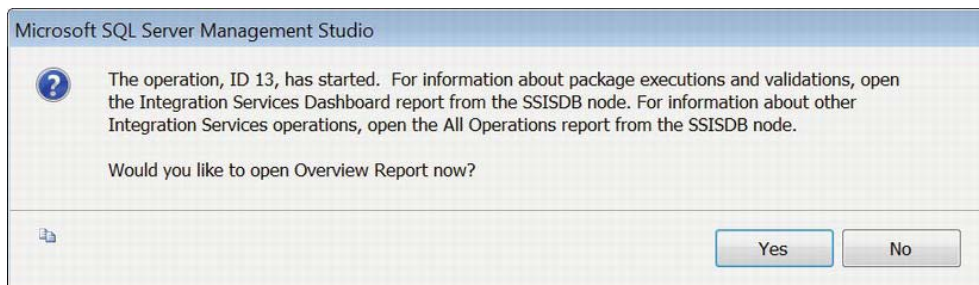 Microsoft SQL Server Management Studio
The operation, ID 13, has started. For information about package executions and validations, open
the Integration Services Dashboard report from the SSISDB node. For information about other
Integration Services operations, open the All Operations report from the SSISDB node.
Would you like to open Overview Report now?
Yes
No